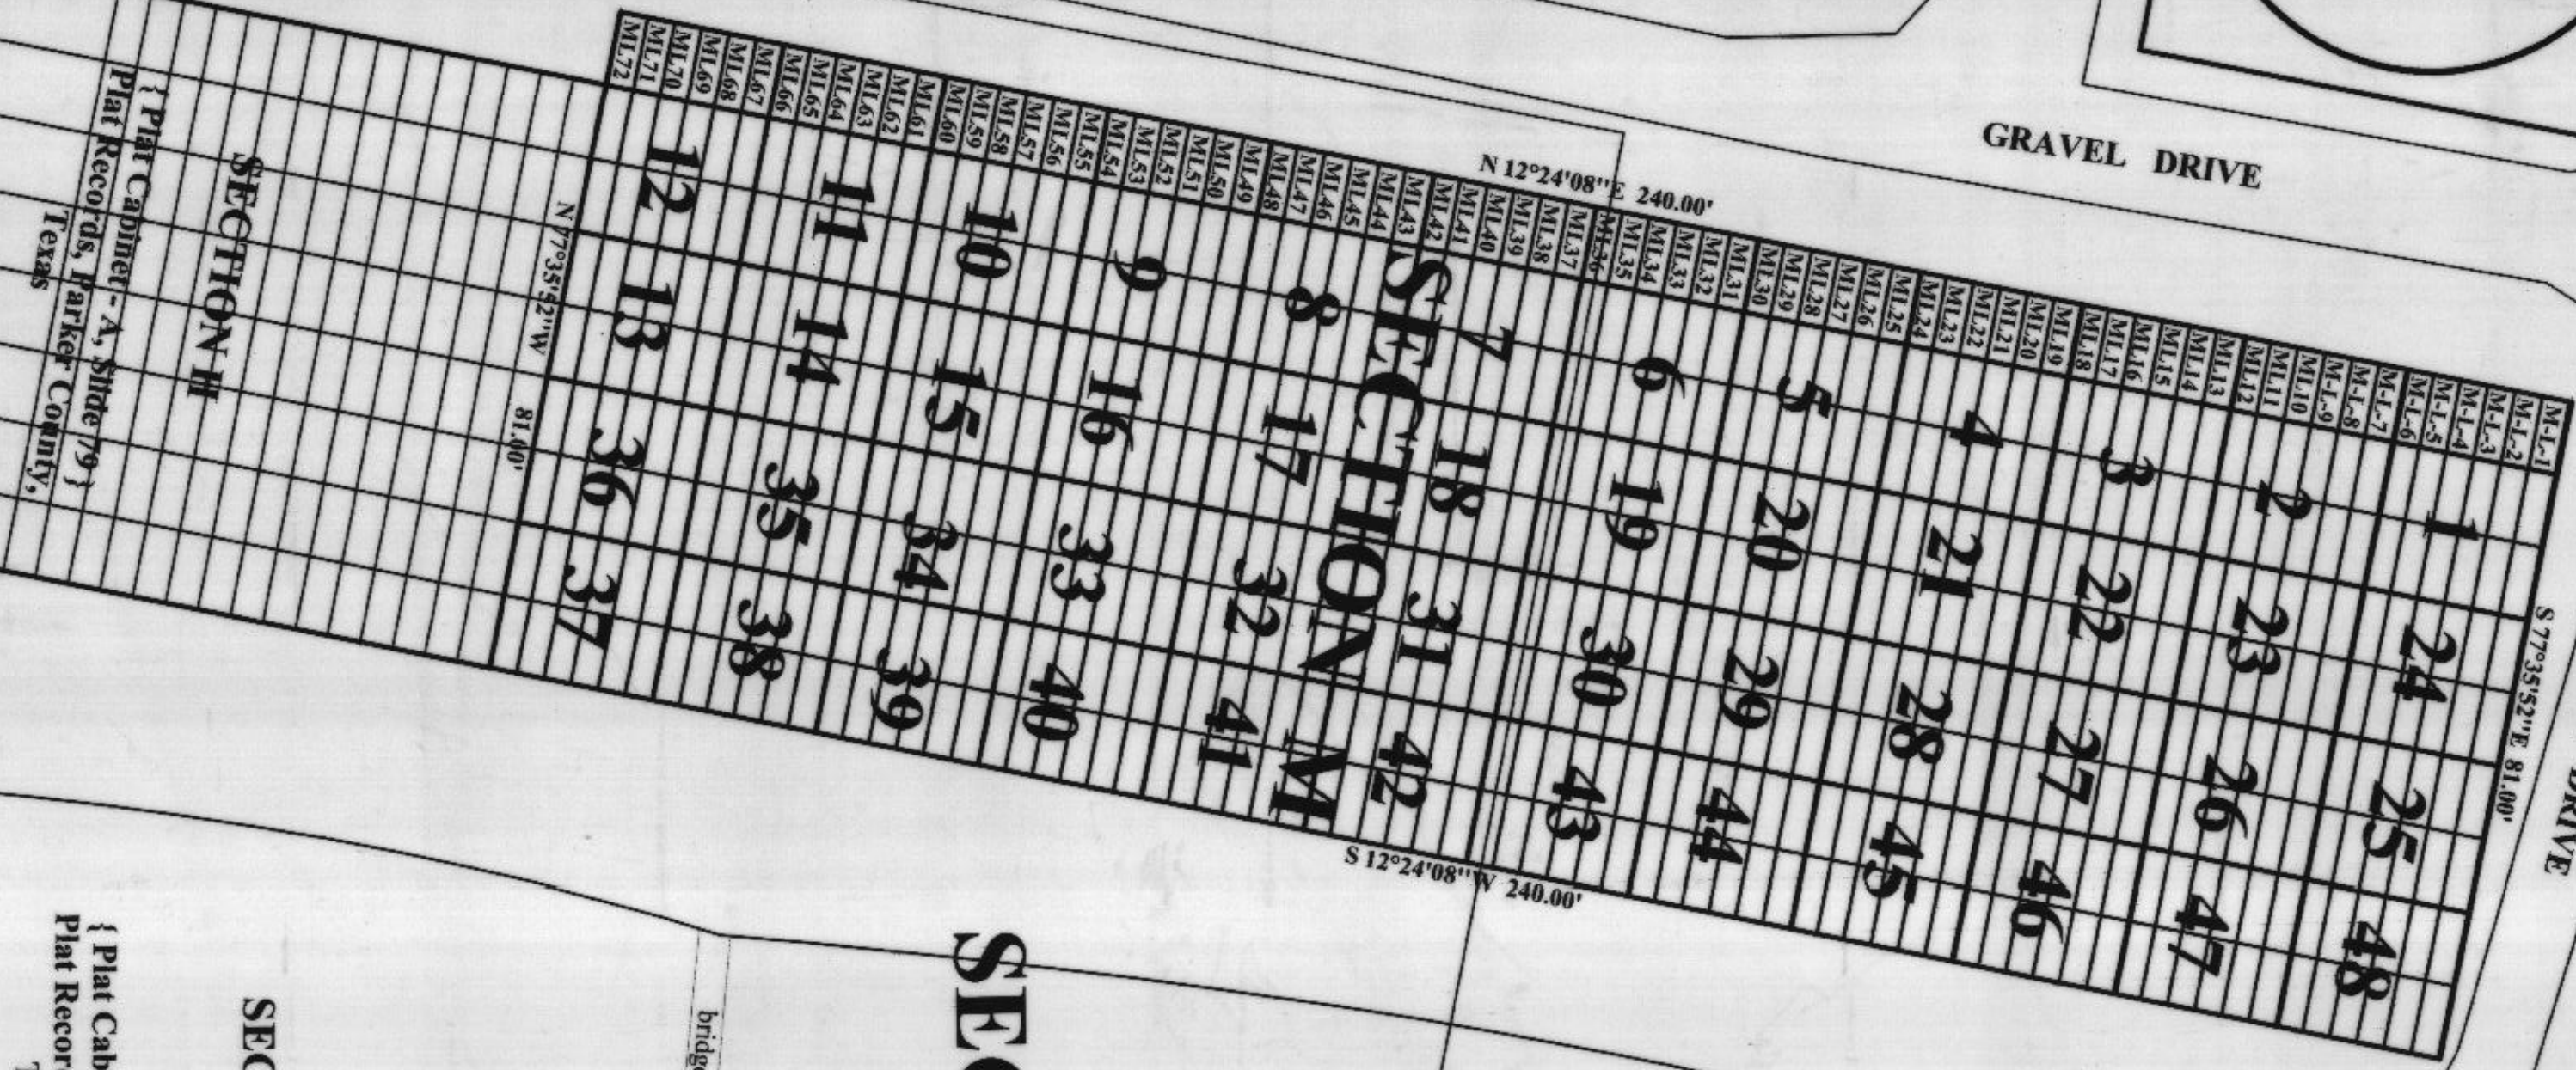 GRAVEL DRIVE
N 12°24'08"E 240.00'
ML72
ML71
ML70
ML69
ML68
ML67
ML66
ML65
ML64
ML63
ML62
ML61
ML60
ML59
ML58
ML57
ML56
ML55
ML54
ML53
ML52
ML51
ML50
ML49
ML48
ML47
ML46
ML45
ML44
ML43
ML42
ML41
ML40
ML39
ML38
ML37
ML36
ML35
ML34
ML33
ML32
ML31
ML30
ML29
ML28
ML27
ML26
ML25
ML24
ML23
ML22
ML21
ML20
ML19
ML18
ML17
ML16
ML15
ML14
ML13
ML12
ML11
ML10
M-L-9
M-L-8
M-L-7
M-L-6
M-L-5
M-L-4
M-L-3
M-L-2
M-L-1
12 11 10 9 8 7 6 5 4 3 2 1
13 14 15 16 17 18 19 20 21 22 23 24
36 35 34 33 32 31 30 29 28 27 26 25
37 38 39 40 41 42 43 44 45 46 47 48
SECTION M
N 77°35'52"W 81.00'
S 77°35'52"E 81.00'
S 12°24'08"W 240.00'
DRIVE
SECTION H
{ Plat Cabinet - A, Slide 79 }
Plat Records, Parker County,
Texas
SEC
{ Plat Cab
Plat Recor
T
bridge
SEC